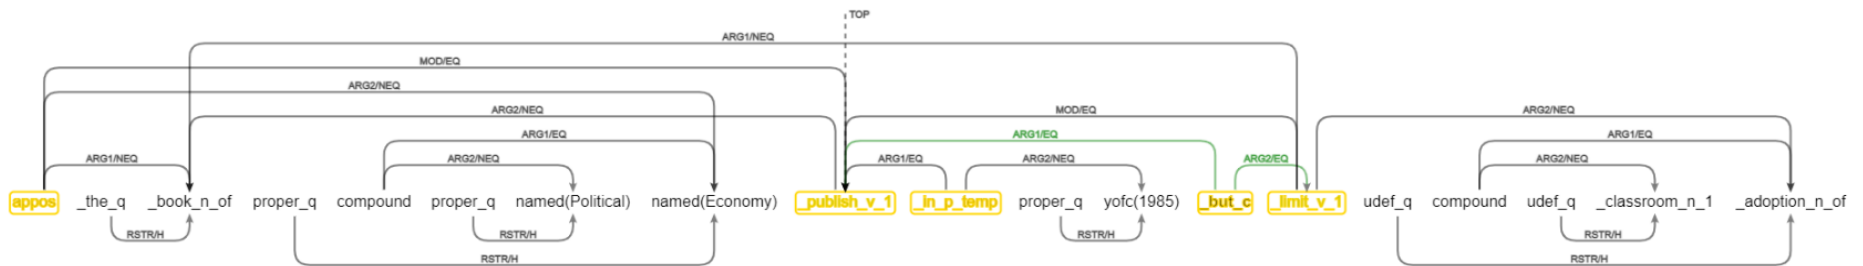 TOP
ARG1/NEQ
MOD/EQ
ARG2/NEQ
ARG2/NEQ MOD/EQ ARG2/NEQ
ARG1/EQ ARG1/EQ ARG1/EQ
ARG1/NEQ ARG2/NEQ ARG1/EQ ARG2/NEQ ARG2/EQ ARG2/NEQ
appos _the_q _book_n_of proper_q compound proper_q named(Political) named(Economy) _publish_v_1 _in_p_temp proper_q yofc(1985) _but_c _limit_v_1 udef_q compound udef_q _classroom_n_1 _adoption_n_of
RSTR/H RSTR/H RSTR/H RSTR/H
RSTR/H RSTR/H